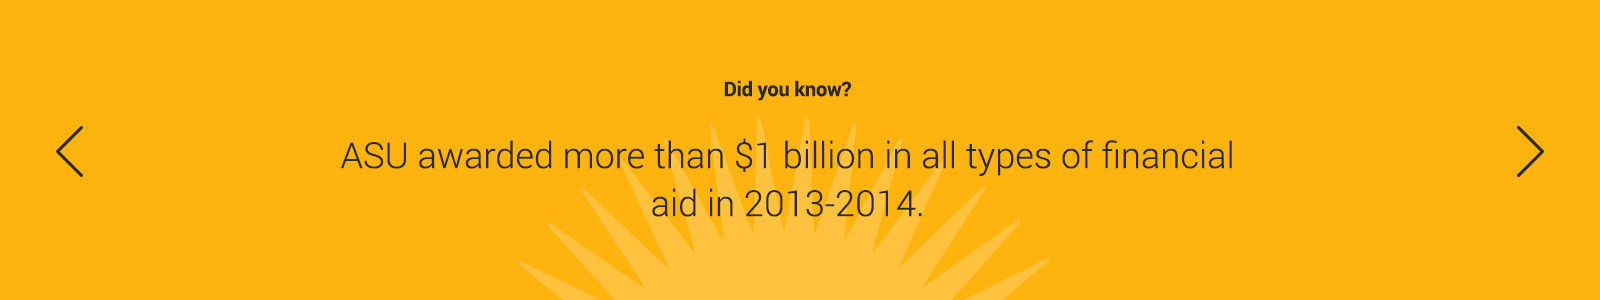 Did you know?
ASU awarded more than $1 billion in all types of financial
aid in 2013-2014.